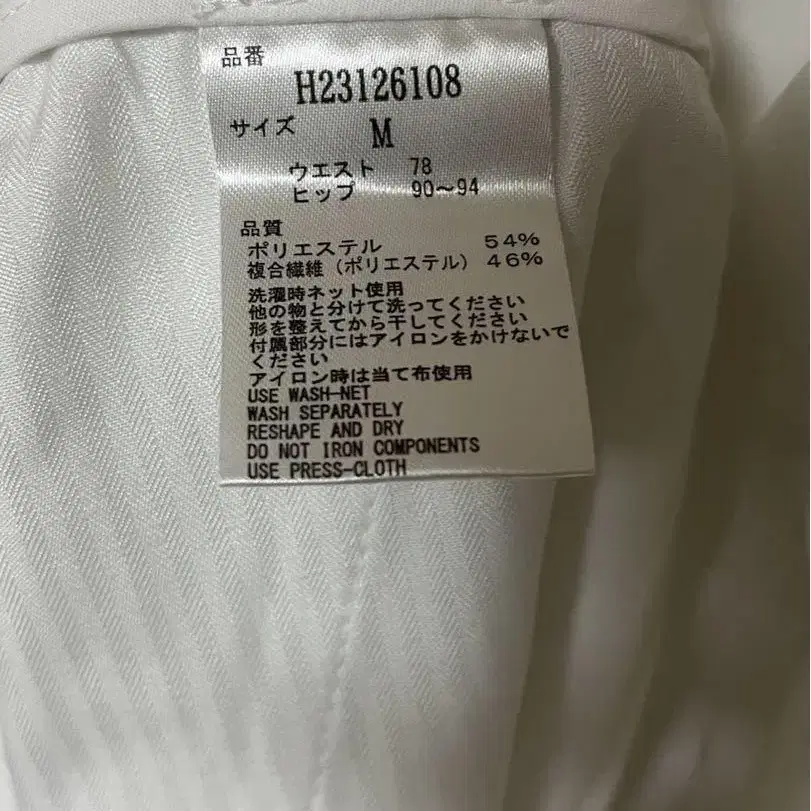 品番
H23126108
サイズ
M
ウエスト 78
ヒップ 90～94
品質
ポリエステル 54%
複合繊維（ポリエステル） 46%
洗濯時ネット使用
他の物と分けて洗ってください
形を整えてから干してください
付属部分にはアイロンをかけないで
ください
アイロン時は当て布使用
USE WASH-NET
WASH SEPARATELY
RESHAPE AND DRY
DO NOT IRON COMPONENTS
USE PRESS-CLOTH